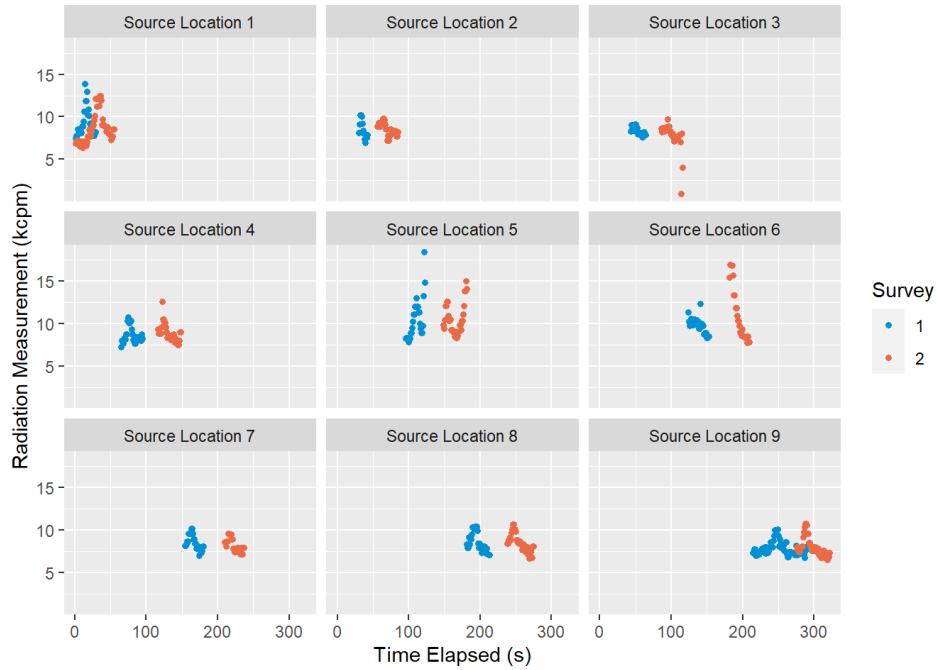 Source Location 1 Source Location 2 Source Location 3
15
10
5
Source Location 4 Source Location 5 Source Location 6
15
10
5
Source Location 7 Source Location 8 Source Location 9
15
10
5
0 100 200 300 0 100 200 300 0 100 200 300
Time Elapsed (s)
Radiation Measurement (kcpm)
Survey
1
2